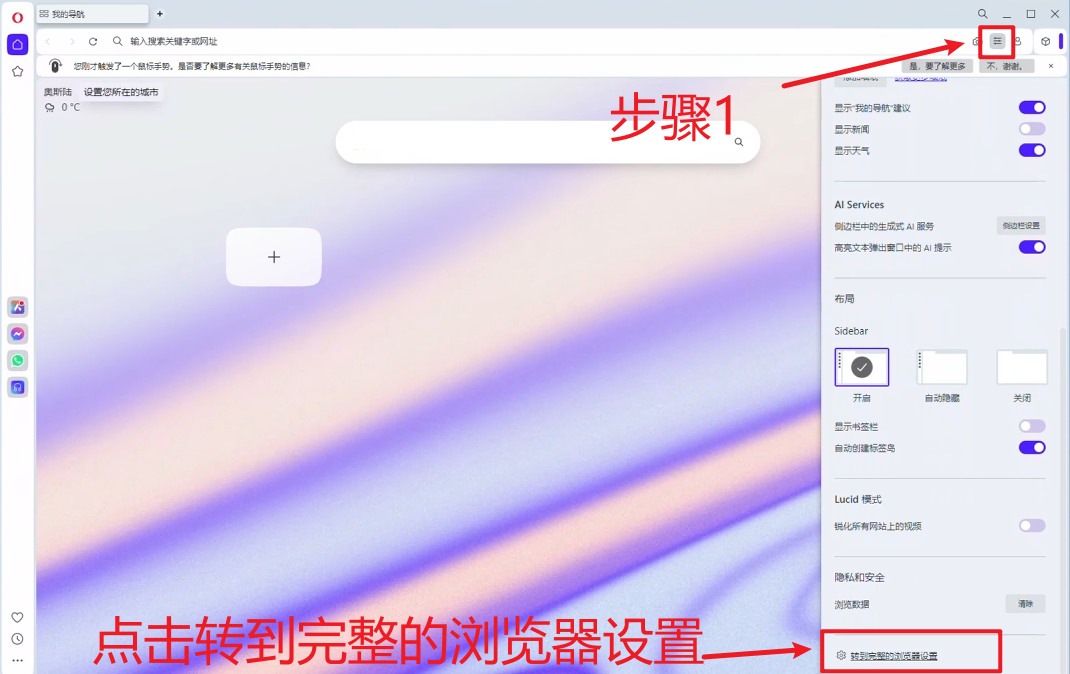 我的导航
输入搜索关键字或网址
您刚才触发了一个鼠标手势。是否要了解更多有关鼠标手势的信息?
是，要了解更多
不，谢谢。
奥斯陆 设置您所在的城市
0 °C
步骤1
显示"我的导航"建议
显示新闻
显示天气
AI Services
侧边栏中的生成式 AI 服务
侧边栏设置
高亮文本弹出窗口中的 AI 提示
布局
Sidebar
开启 自动隐藏 关闭
显示书签栏
自动创建标签岛
Lucid 模式
锐化所有网站上的视频
隐私和安全
浏览数据
清除
点击转到完整的浏览器设置
转到完整的浏览器设置